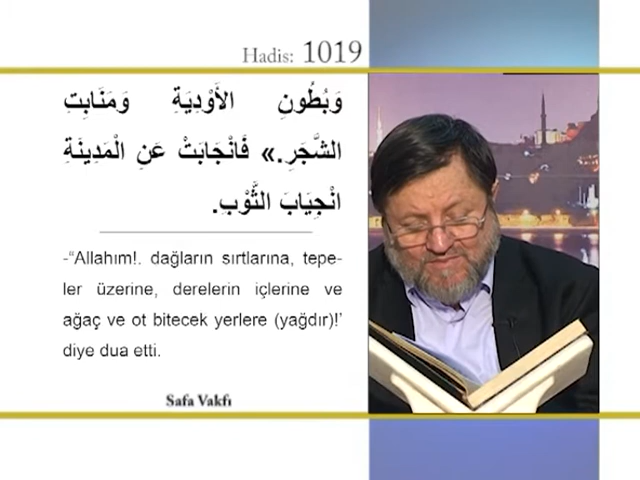 Hadis: 1019
وَبُطُونِ الأَوْدِيَةِ وَمَنَابِتِ
الشَّجَرِ.» فَانْجَابَتْ عَنِ الْمَدِينَةِ
انْجِيَابَ الثَّوْبِ.
-“Allahım!. dağların sırtlarına, tepe-
ler üzerine, derelerin içlerine ve
ağaç ve ot bitecek yerlere (yağdır)!’
diye dua etti.
Safa Vakfı